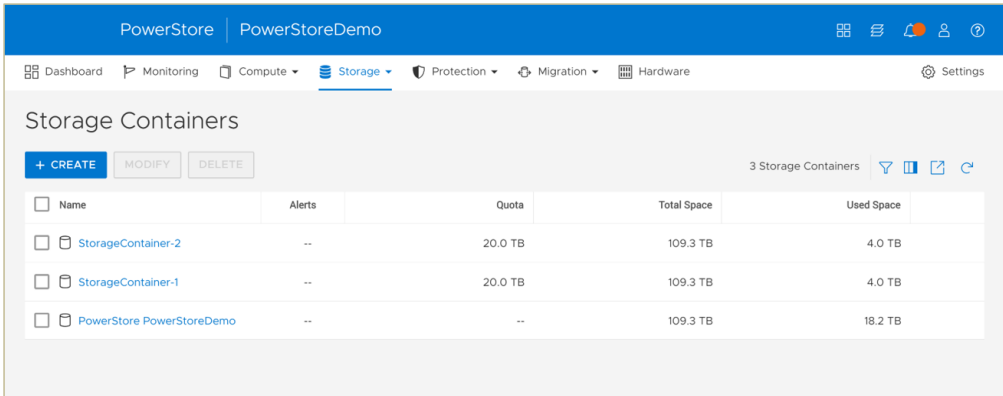 PowerStore PowerStoreDemo
Dashboard Monitoring Compute Storage Protection Migration Hardware Settings
Storage Containers
+ CREATE MODIFY DELETE 3 Storage Containers
Name Alerts Quota Total Space Used Space
StorageContainer-2 -- 20.0 TB 109.3 TB 4.0 TB
StorageContainer-1 -- 20.0 TB 109.3 TB 4.0 TB
PowerStore PowerStoreDemo -- -- 109.3 TB 18.2 TB